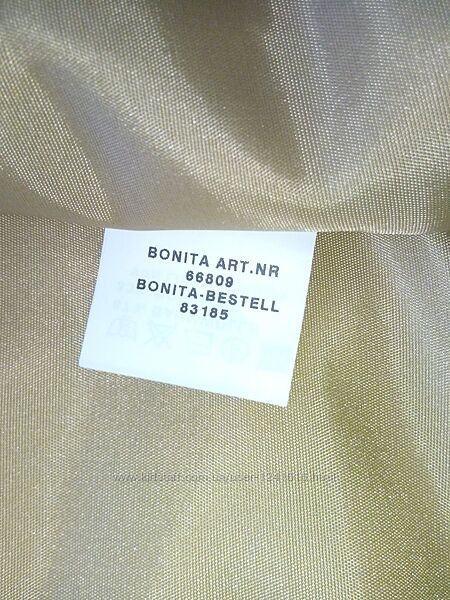 BONITA ART.NR
66809
BONITA-BESTELL
83185